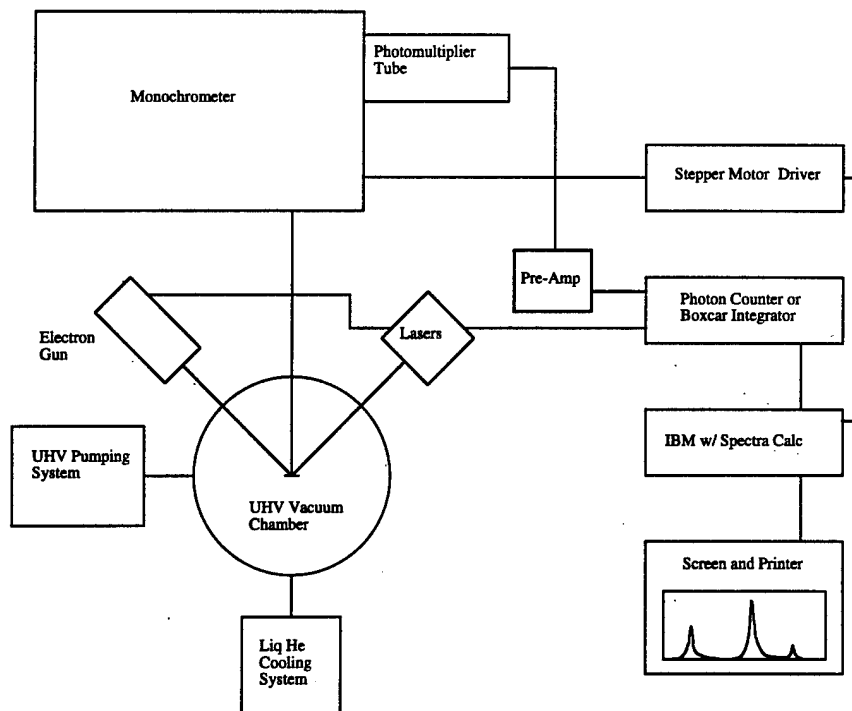 Photomultiplier
Tube
Monochrometer
Stepper Motor Driver
Pre-Amp
Photon Counter or
Boxcar Integrator
Electron
Gun
Lasers
IBM w/ Spectra Calc
UHV Pumping
System
UHV Vacuum
Chamber
Screen and Printer
Liq He
Cooling
System